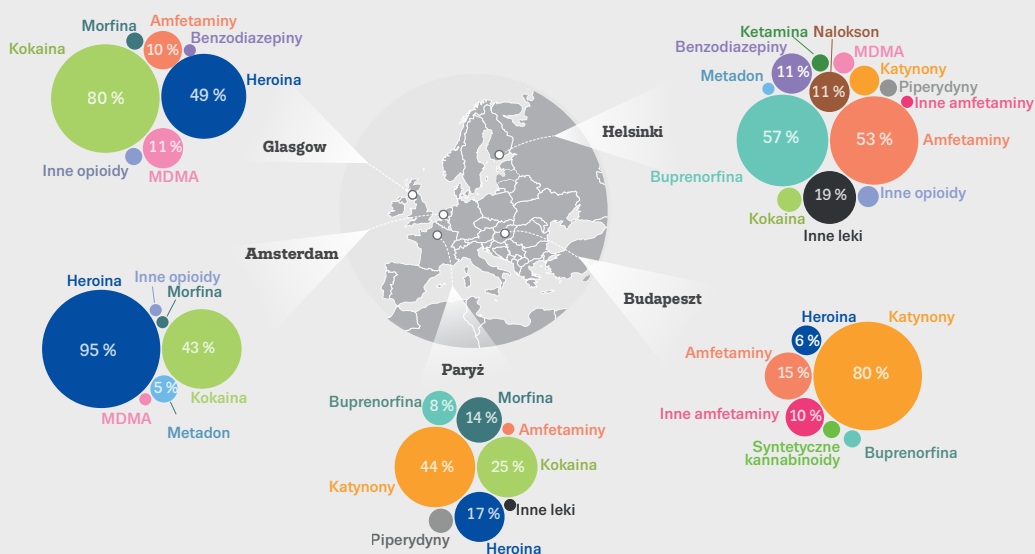 Morfina
Amfetaminy
Kokaina
10 %
Benzodiazepiny
Heroina
80 %
49 %
11 %
Inne opioidy
MDMA
Glasgow
Ketamina
Nalokson
Benzodiazepiny
MDMA
Metadon
11 %
Katynony
11 %
Piperydyny
Inne amfetaminy
Helsinki
57 %
53 %
Amfetaminy
Buprenorfina
19 %
Inne opioidy
Kokaina
Inne leki
Amsterdam
Heroina
Inne opioidy
Morfina
95 %
43 %
5 %
Kokaina
MDMA
Metadon
Budapeszt
Heroina
Katynony
6 %
Amfetaminy
15 %
80 %
Inne amfetaminy
10 %
Syntetyczne
kannabinoidy
Buprenorfina
Paryż
Buprenorfina
Morfina
8 %
14 %
Amfetaminy
44 %
25 %
Kokaina
Katynony
Inne leki
17 %
Piperydyny
Heroina